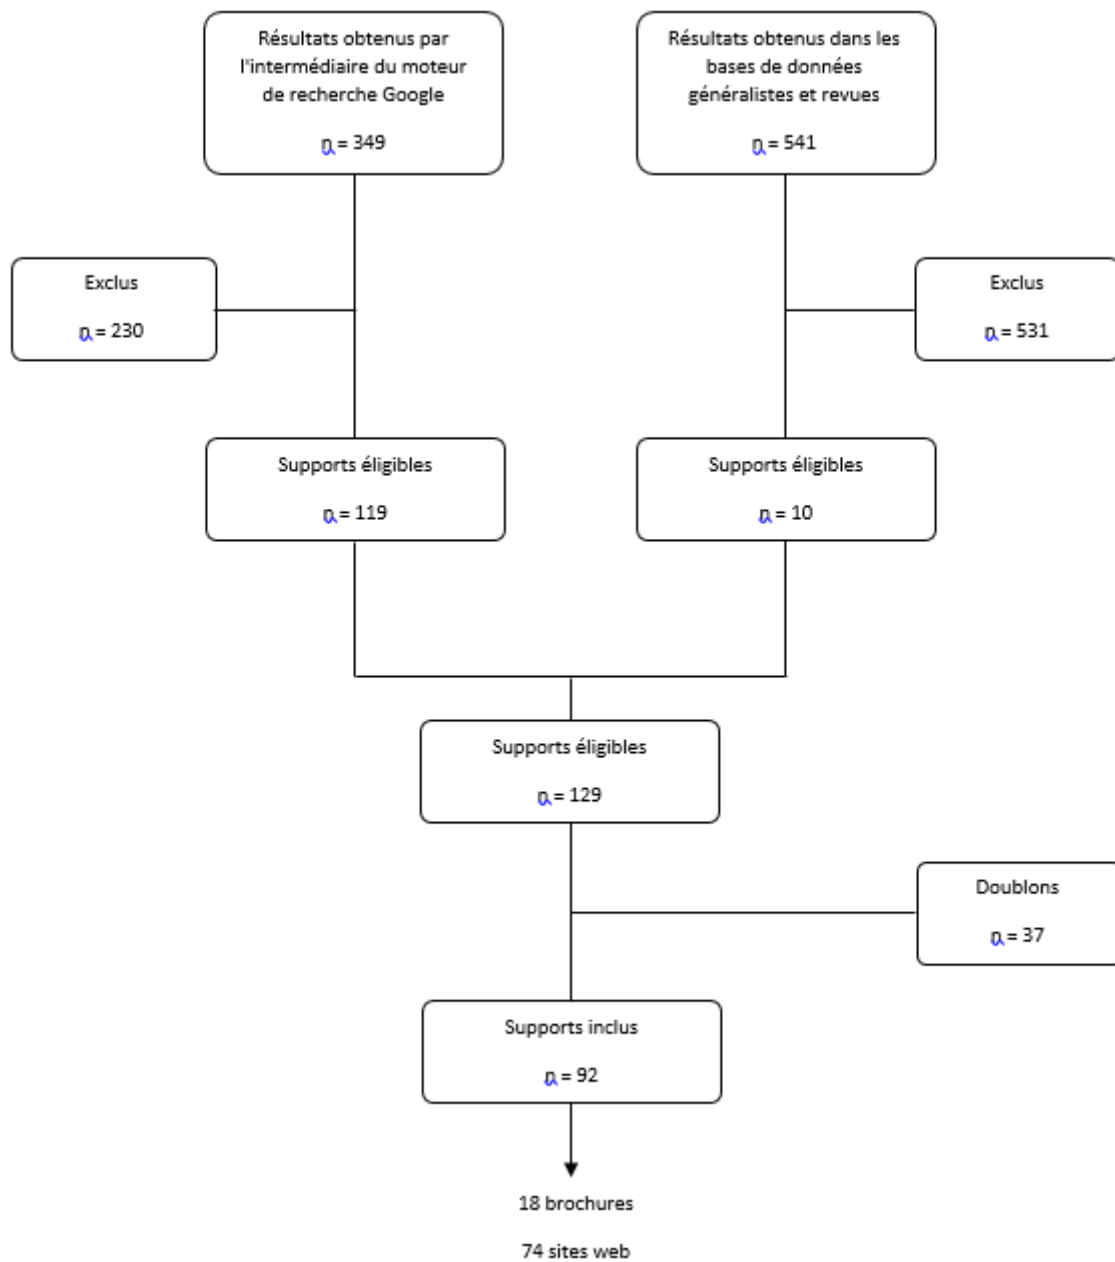 Résultats obtenus par
l'intermédiaire du moteur
de recherche Google
n = 349
Résultats obtenus dans les
bases de données
généralistes et revues
n = 541
Exclus
n = 230
Exclus
n = 531
Supports éligibles
n = 119
Supports éligibles
n = 10
Supports éligibles
n = 129
Doublons
n = 37
Supports inclus
n = 92
18 brochures
74 sites web